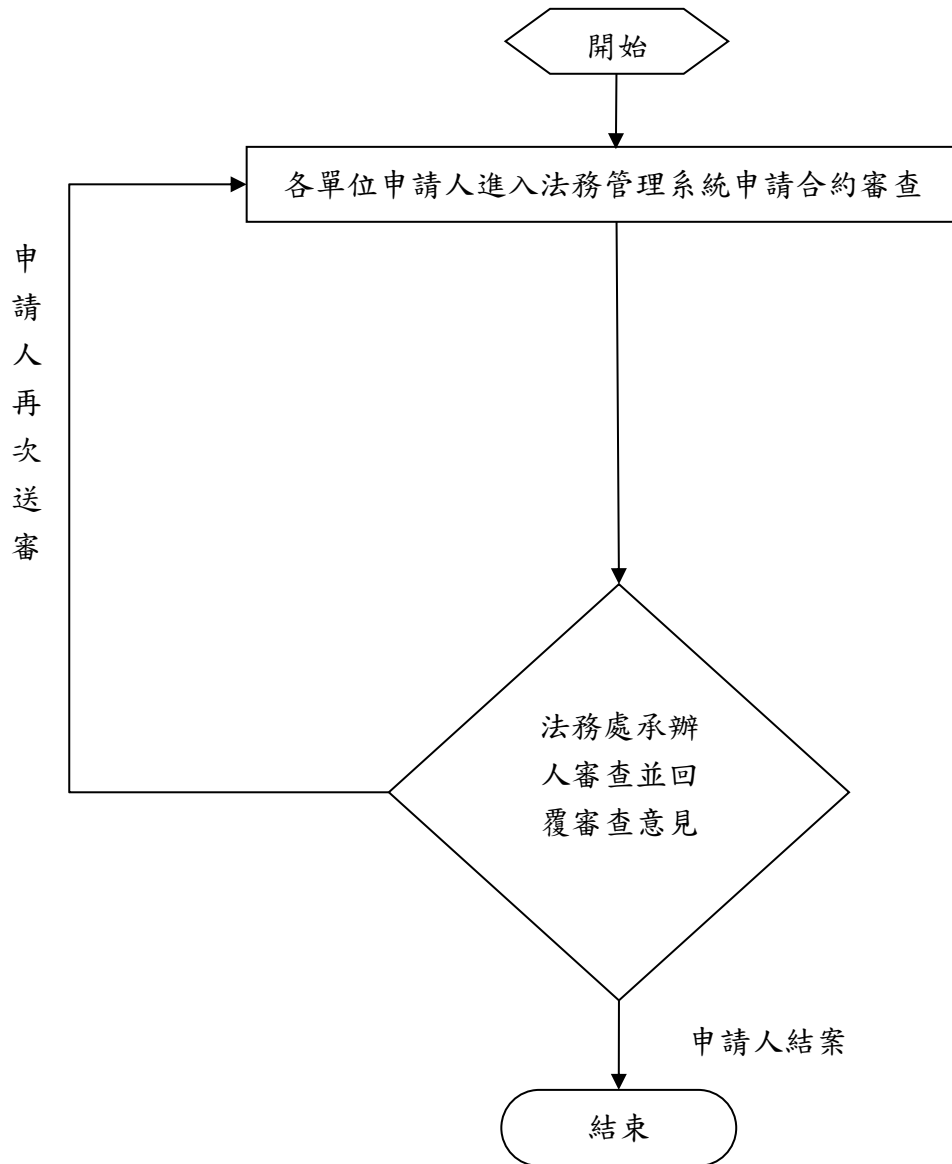 開始
各單位申請人進入法務管理系統申請合約審查
申請人再次送審
法務處承辦
人審查並回
覆審查意見
申請人結案
結束